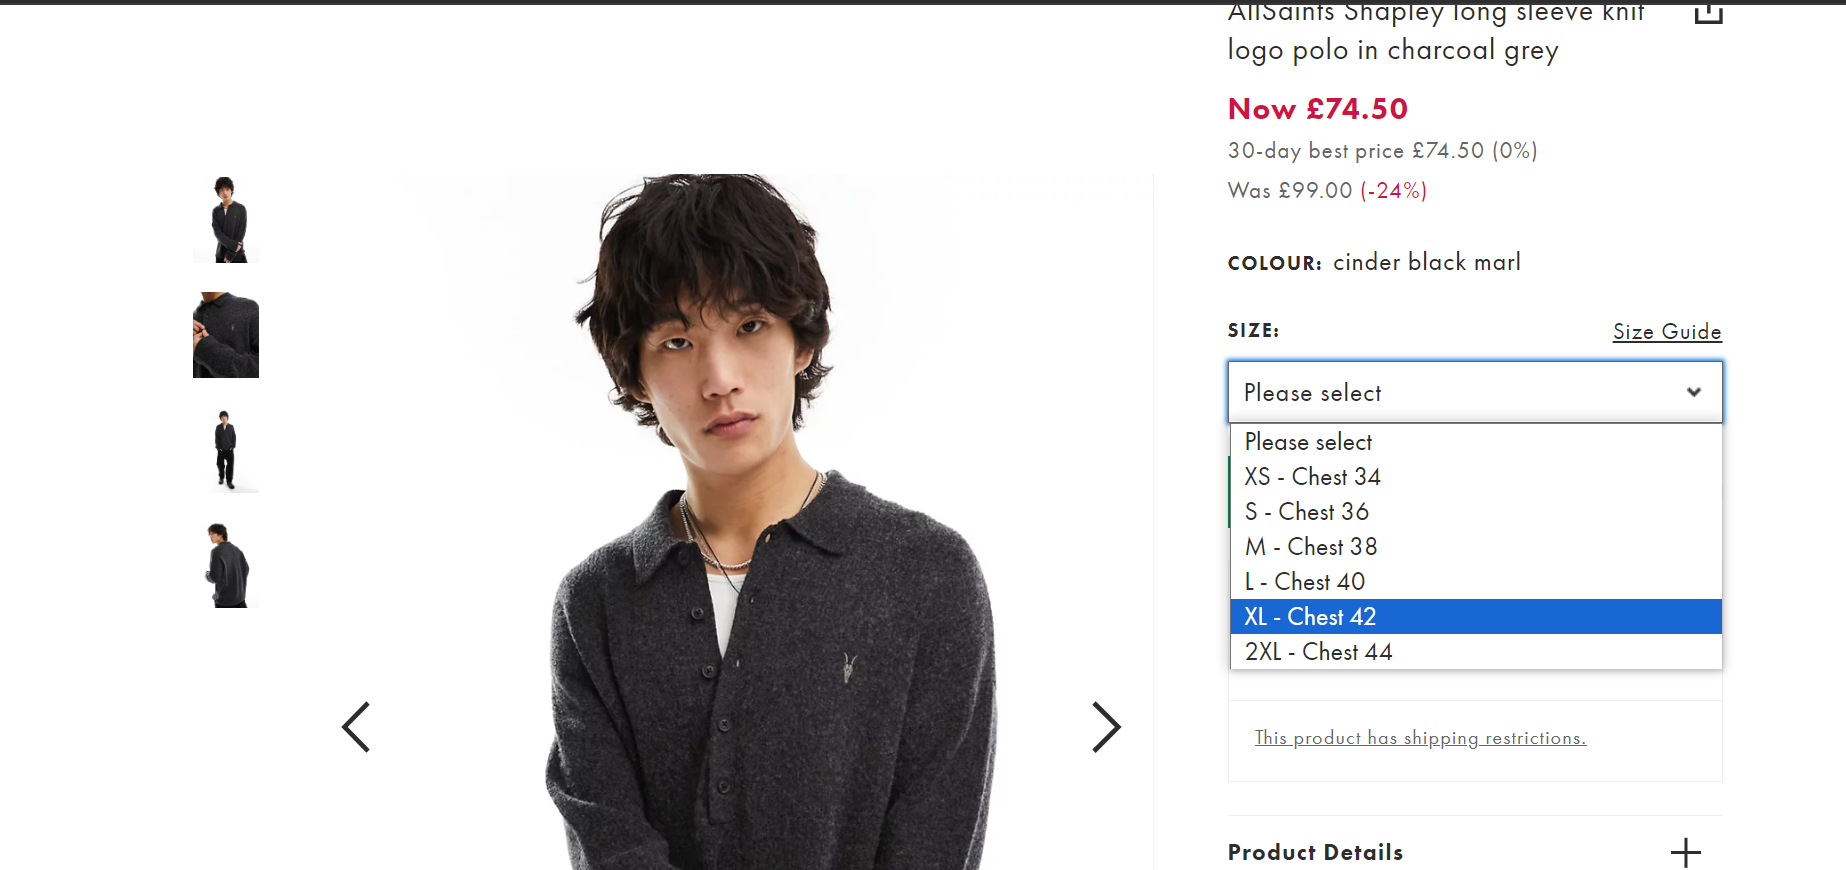 AllSaints Shapley long sleeve knit
logo polo in charcoal grey
Now £74.50
30-day best price £74.50 (0%)
Was £99.00 (-24%)
COLOUR: cinder black marl
SIZE:
Size Guide
Please select
Please select
XS - Chest 34
S - Chest 36
M - Chest 38
L - Chest 40
XL - Chest 42
2XL - Chest 44
This product has shipping restrictions.
Product Details